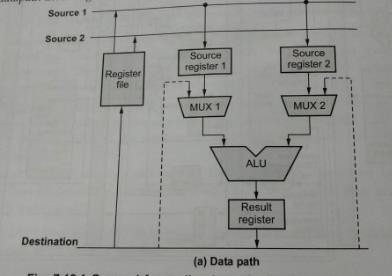 Source 1
Source 2
Register
file
Source
register 1
Source
register 2
MUX 1
MUX 2
ALU
Result
register
Destination
(a) Data path